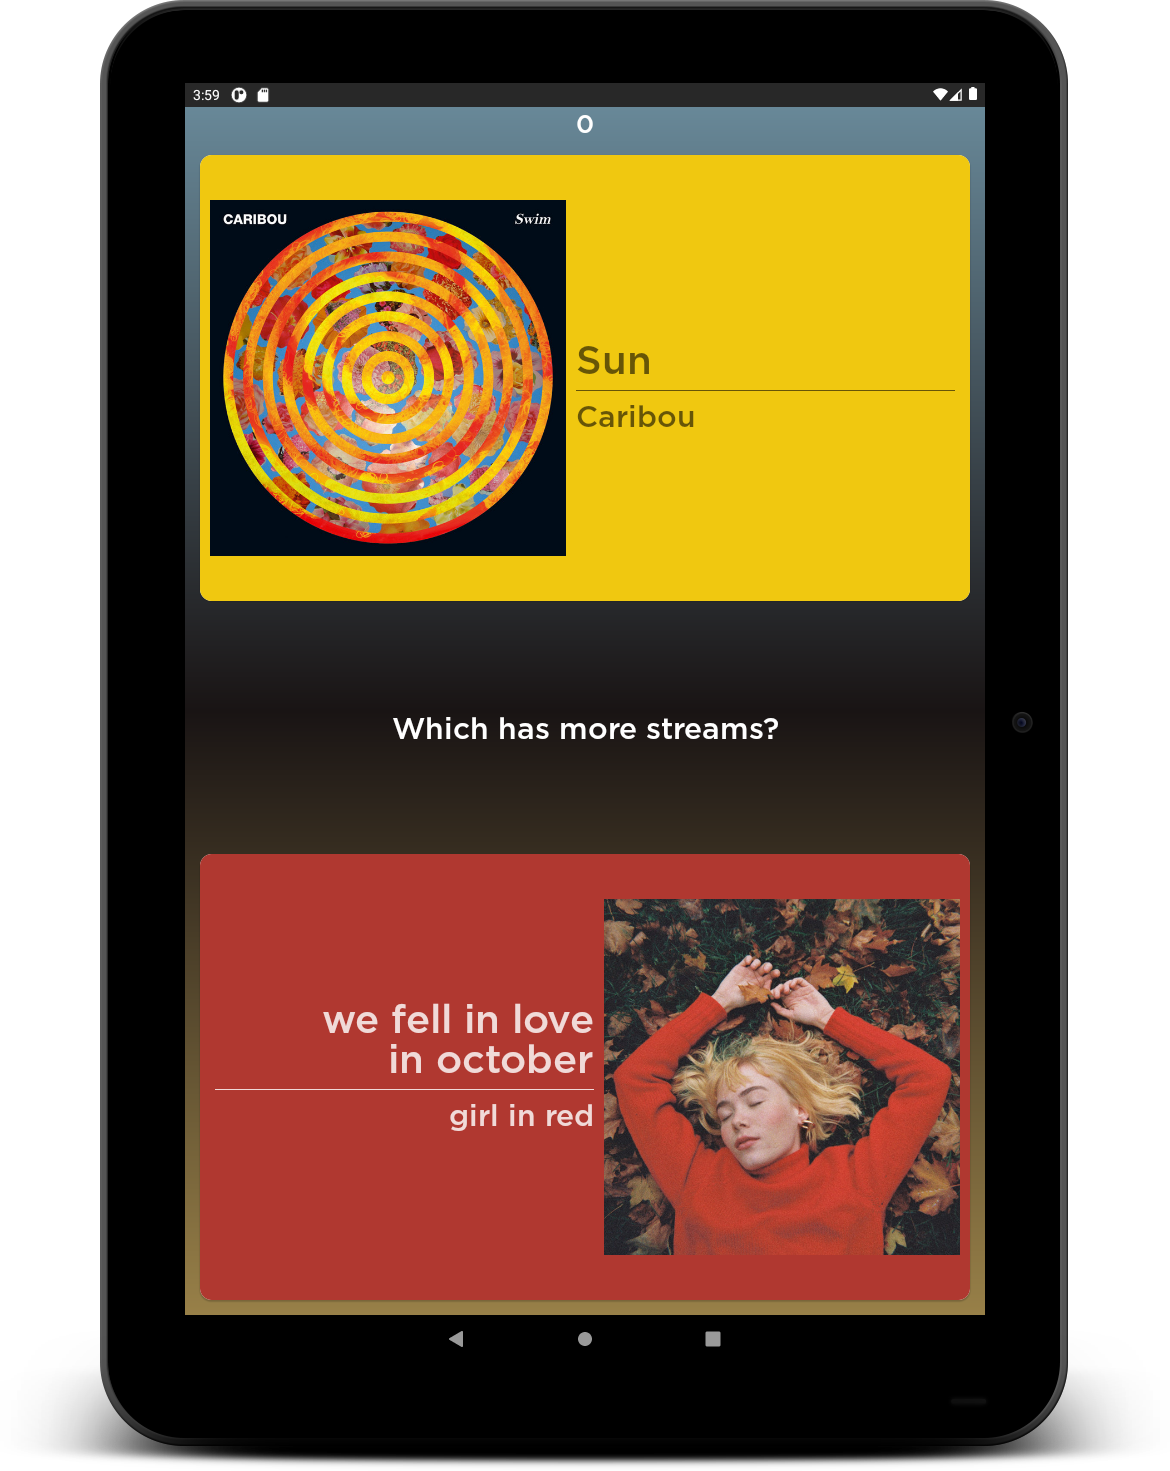 3:59
0
CARIBOU
Swim
Sun
Caribou
Which has more streams?
we fell in love
in october
girl in red